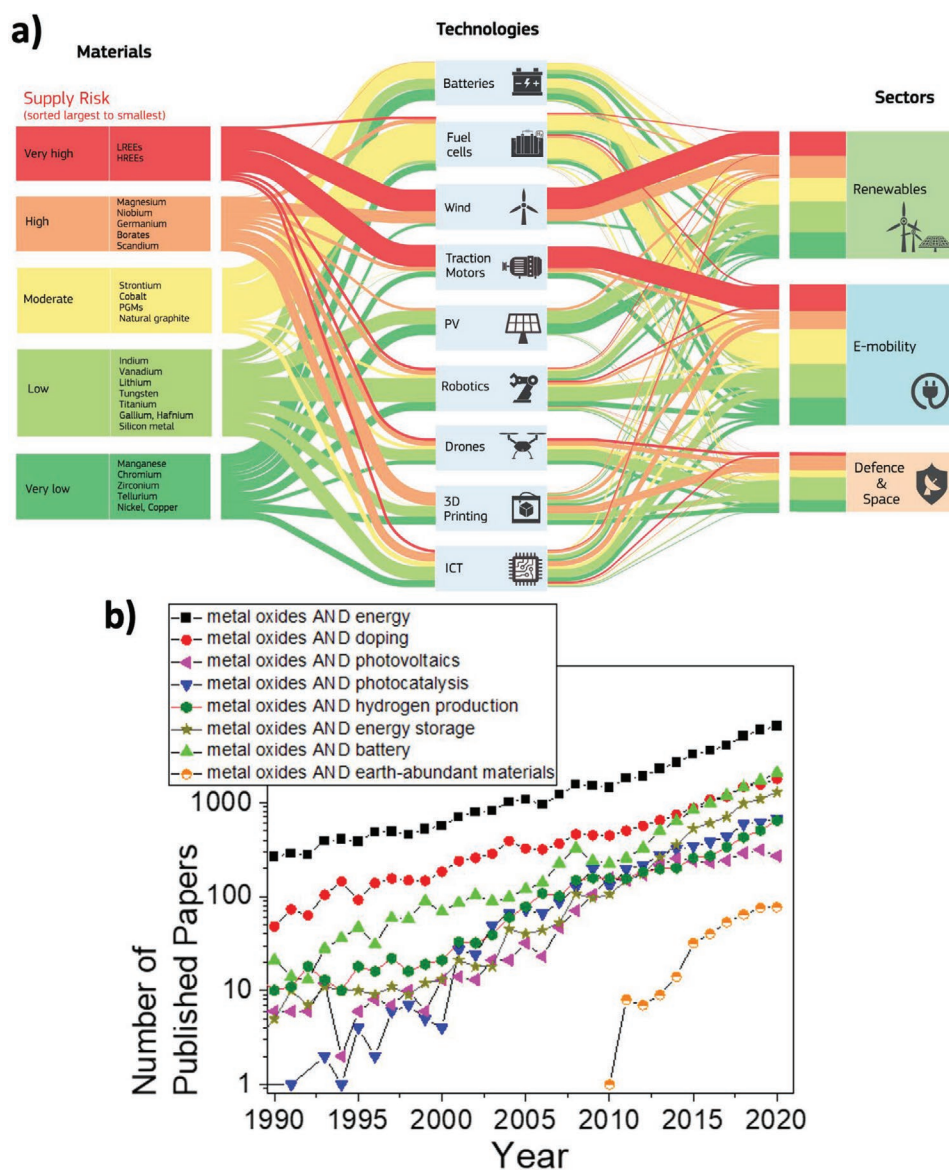 a)
Materials
Technologies
Sectors
Supply Risk
(sorted largest to smallest)
Very high
LREEs
HREEs
High
Magnesium
Niobium
Germanium
Borates
Scandium
Moderate
Strontium
Cobalt
PGMs
Natural graphite
Low
Indium
Vanadium
Lithium
Tungsten
Titanium
Gallium, Hafnium
Silicon metal
Very low
Manganese
Chromium
Zirconium
Tellurium
Nickel, Copper
Batteries
Fuel
cells
Wind
Traction
Motors
PV
Robotics
Drones
3D
Printing
ICT
Renewables
E-mobility
Defence
&
Space
b)
metal oxides AND energy
metal oxides AND doping
metal oxides AND photovoltaics
metal oxides AND photocatalysis
metal oxides AND hydrogen production
metal oxides AND energy storage
metal oxides AND battery
metal oxides AND earth-abundant materials
Number of
Published Papers
1000
100
10
1
1990
1995
2000
2005
2010
2015
2020
Year